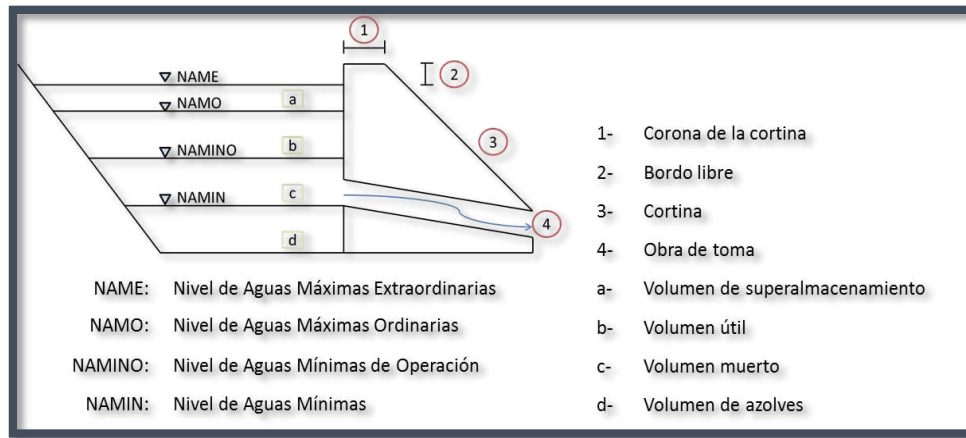 1
2
NAME
NAMO
a
NAMINO
b
3
NAMIN
c
4
d
1- Corona de la cortina
2- Bordo libre
3- Cortina
4- Obra de toma
a- Volumen de superalmacenamiento
b- Volumen útil
c- Volumen muerto
d- Volumen de azolves
NAME: Nivel de Aguas Máximas Extraordinarias
NAMO: Nivel de Aguas Máximas Ordinarias
NAMINO: Nivel de Aguas Mínimas de Operación
NAMIN: Nivel de Aguas Mínimas